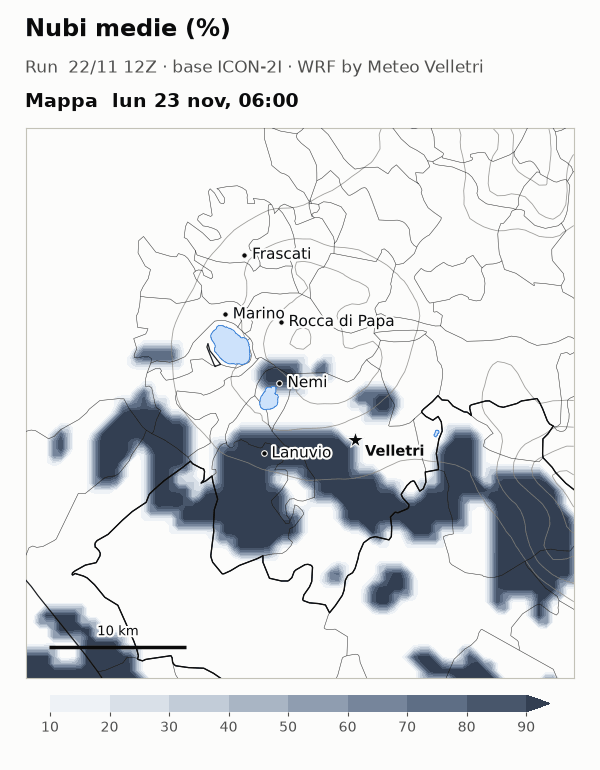 Nubi medie (%)
Run  22/11 12Z · base ICON-2I · WRF by Meteo Velletri
Mappa  lun 23 nov, 06:00
Frascati
Marino
Rocca di Papa
Nemi
Velletri
Lanuvio
10 km
10 20 30 40 50 60 70 80 90